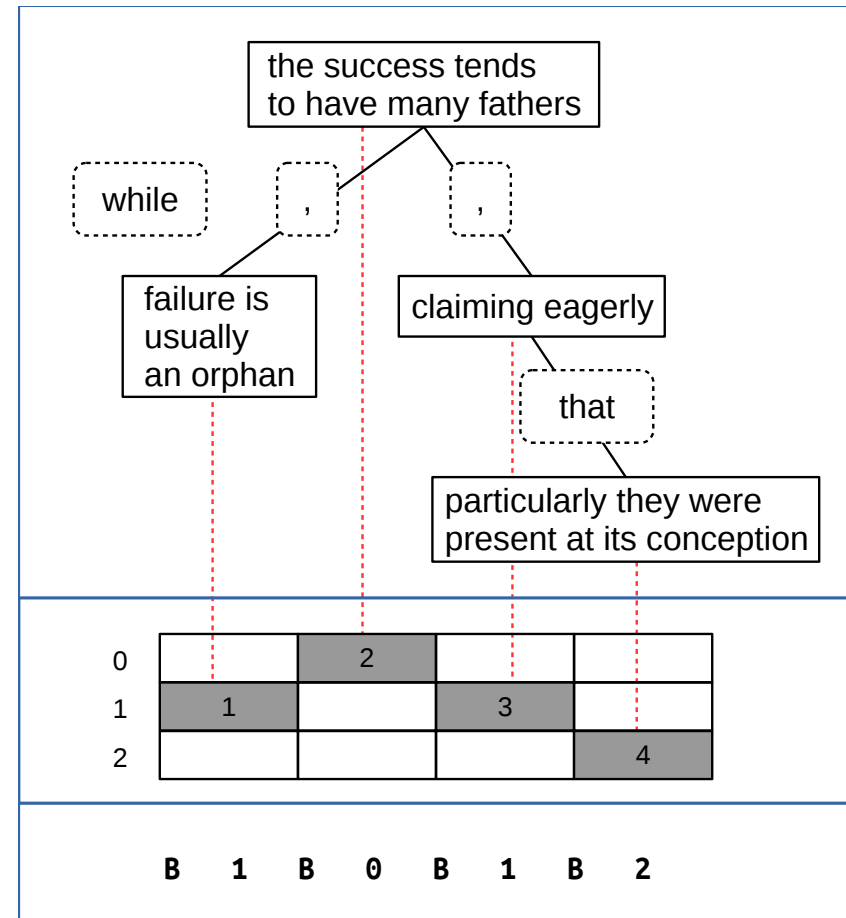 the success tends
to have many fathers
while , ,
failure is
usually
an orphan
claiming eagerly
that
particularly they were
present at its conception
0 2
1 1 3
2 4
B 1 B 0 B 1 B 2